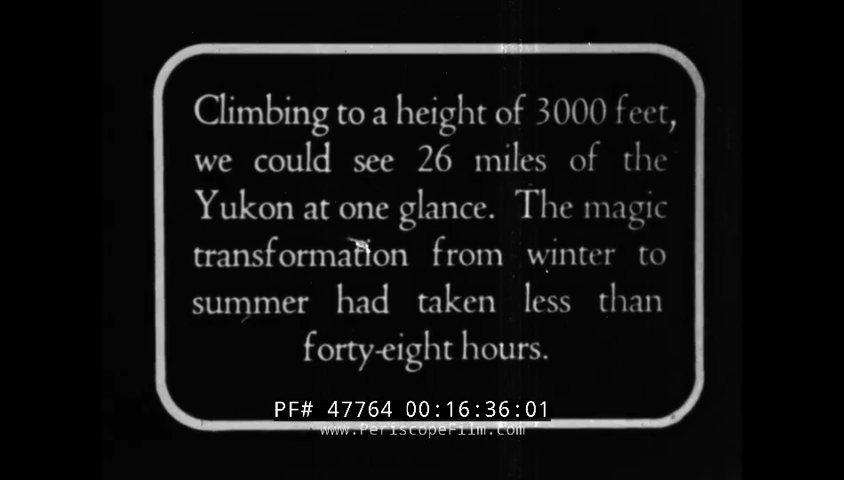 Climbing to a height of 3000 feet,
we could see 26 miles of the
Yukon at one glance. The magic
transformation from winter to
summer had taken less than
forty-eight hours.
PF# 47764 00:16:36:01
www.PeriscopeFilm.com